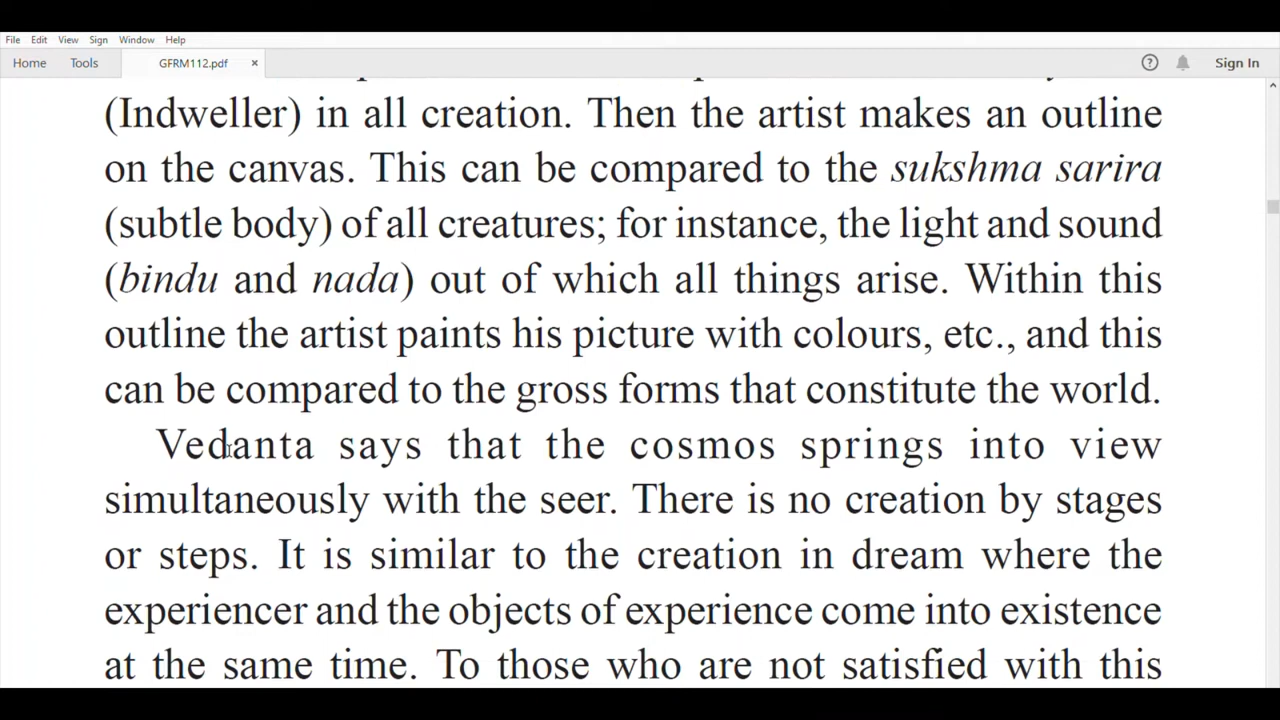 File Edit View Sign Window Help
Home Tools GFRM112.pdf × ? Sign In
(Indweller) in all creation. Then the artist makes an outline
on the canvas. This can be compared to the sukshma sarira
(subtle body) of all creatures; for instance, the light and sound
(bindu and nada) out of which all things arise. Within this
outline the artist paints his picture with colours, etc., and this
can be compared to the gross forms that constitute the world.
Vedanta says that the cosmos springs into view
simultaneously with the seer. There is no creation by stages
or steps. It is similar to the creation in dream where the
experiencer and the objects of experience come into existence
at the same time. To those who are not satisfied with this